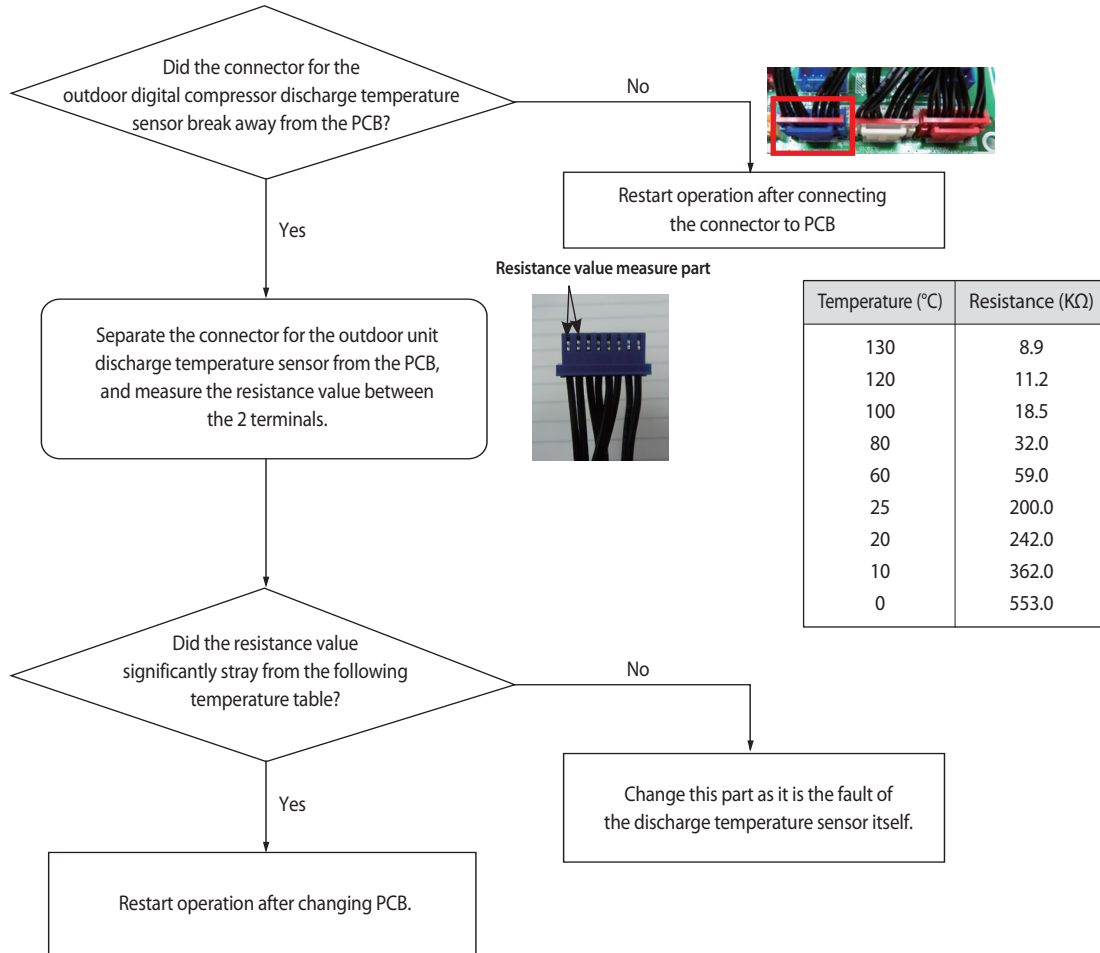 Did the connector for the
outdoor digital compressor discharge temperature
sensor break away from the PCB?
No
Restart operation after connecting
the connector to PCB
Yes
Resistance value measure part
Separate the connector for the outdoor unit
discharge temperature sensor from the PCB,
and measure the resistance value between
the 2 terminals.
Temperature (°C) Resistance (KΩ)
130 8.9
120 11.2
100 18.5
80 32.0
60 59.0
25 200.0
20 242.0
10 362.0
0 553.0
Did the resistance value
significantly stray from the following
temperature table?
No
Change this part as it is the fault of
the discharge temperature sensor itself.
Yes
Restart operation after changing PCB.